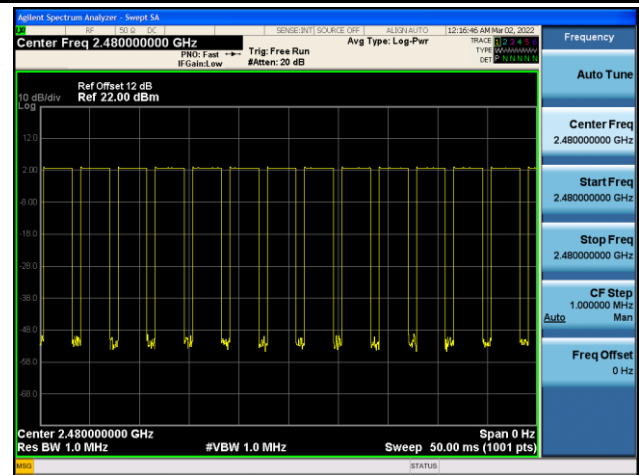 Agilent Spectrum Analyzer - Swept SA
RF 50 Ω DC SENSE:INT SOURCE OFF ALIGN AUTO 12:16:46 AM Mar 02, 2022
Center Freq 2.480000000 GHz
PNO: Fast
IFGain:Low
Trig: Free Run
#Atten: 20 dB
Avg Type: Log-Pwr
TRACE 1 2 3 4 5 6
TYPE W
DET P N N N N N
Ref Offset 12 dB
10 dB/div Ref 22.00 dBm
Log
12.0
2.00
-8.00
-18.0
-28.0
-38.0
-48.0
-58.0
-68.0
Center 2.480000000 GHz Span 0 Hz
Res BW 1.0 MHz #VBW 1.0 MHz Sweep 50.00 ms (1001 pts)
MSG STATUS
Frequency
Auto Tune
Center Freq
2.480000000 GHz
Start Freq
2.480000000 GHz
Stop Freq
2.480000000 GHz
CF Step
1.000000 MHz
Auto Man
Freq Offset
0 Hz